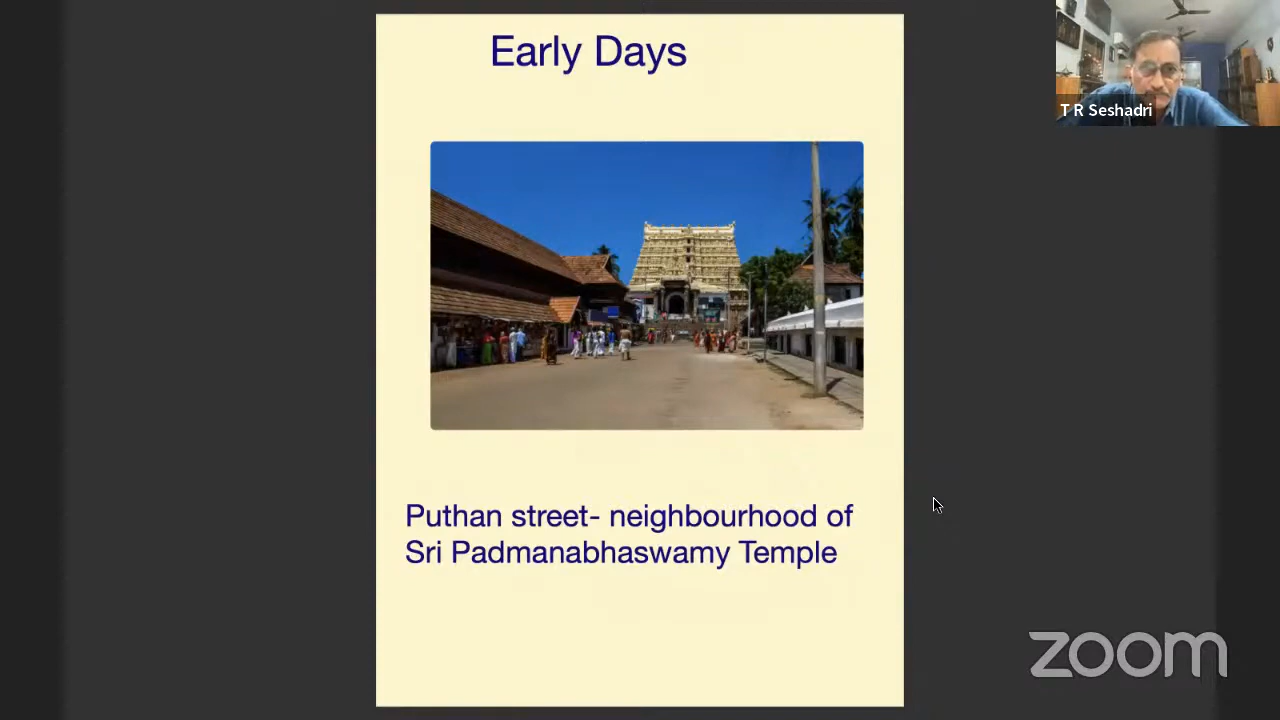 Early Days
T R Seshadri
Puthan street- neighbourhood of
Sri Padmanabhaswamy Temple
zoom